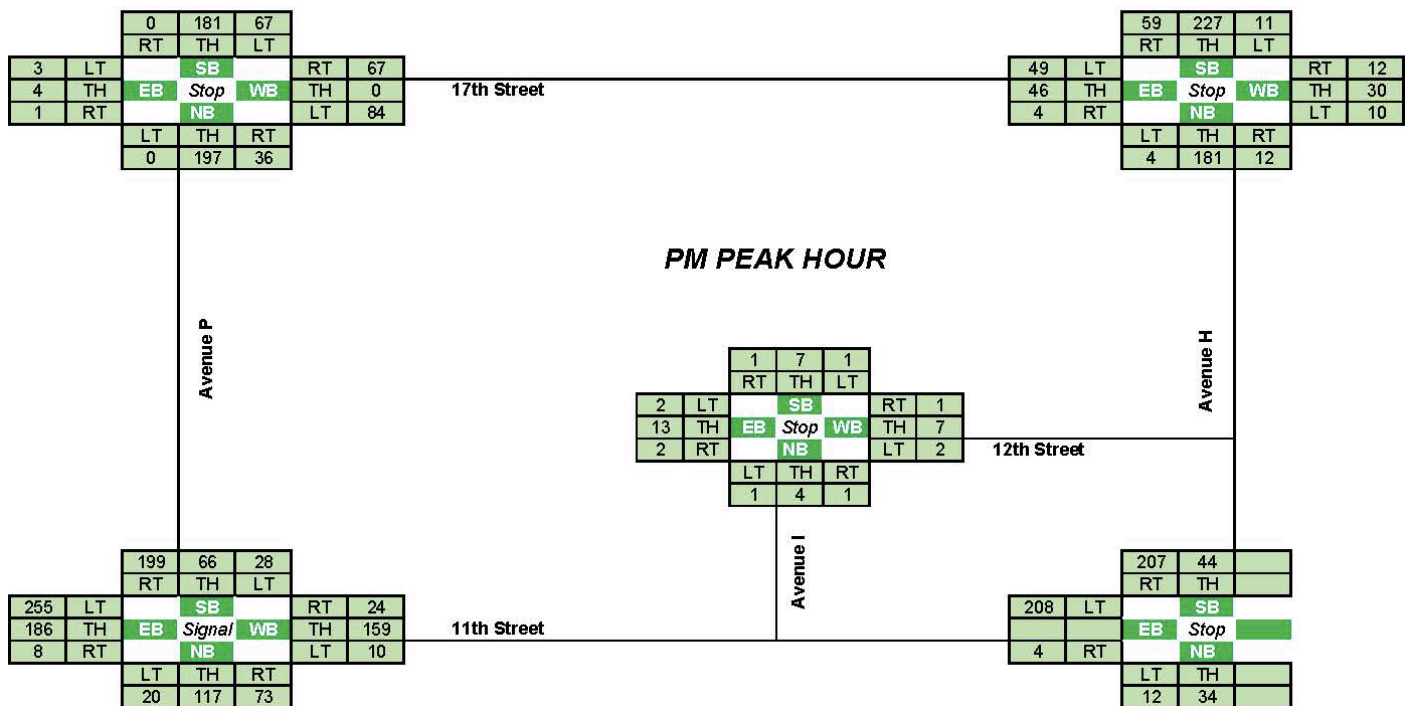 0 181 67
RT TH LT
3 LT SB RT 67
4 TH EB Stop WB TH 0
1 RT NB LT 84
LT TH RT
0 197 36
17th Street
59 227 11
RT TH LT
49 LT SB RT 12
46 TH EB Stop WB TH 30
4 RT NB LT 10
LT TH RT
4 181 12
PM PEAK HOUR
Avenue P
Avenue H
1 7 1
RT TH LT
2 LT SB RT 1
13 TH EB Stop WB TH 7
2 RT NB LT 2
LT TH RT
1 4 1
12th Street
Avenue I
199 66 28
RT TH LT
255 LT SB RT 24
186 TH EB Signal WB TH 159
8 RT NB LT 10
LT TH RT
20 117 73
11th Street
207 44
RT TH
208 LT SB
EB Stop
4 RT NB
LT TH
12 34